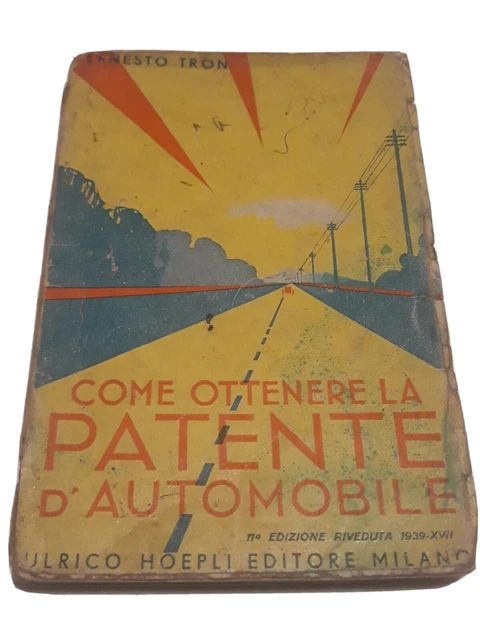 ERNESTO TRON
COME OTTENERE LA
PATENTE
D'AUTOMOBILE
11ª EDIZIONE RIVEDUTA 1939-XVII
ULRICO HOEPLI EDITORE MILANO